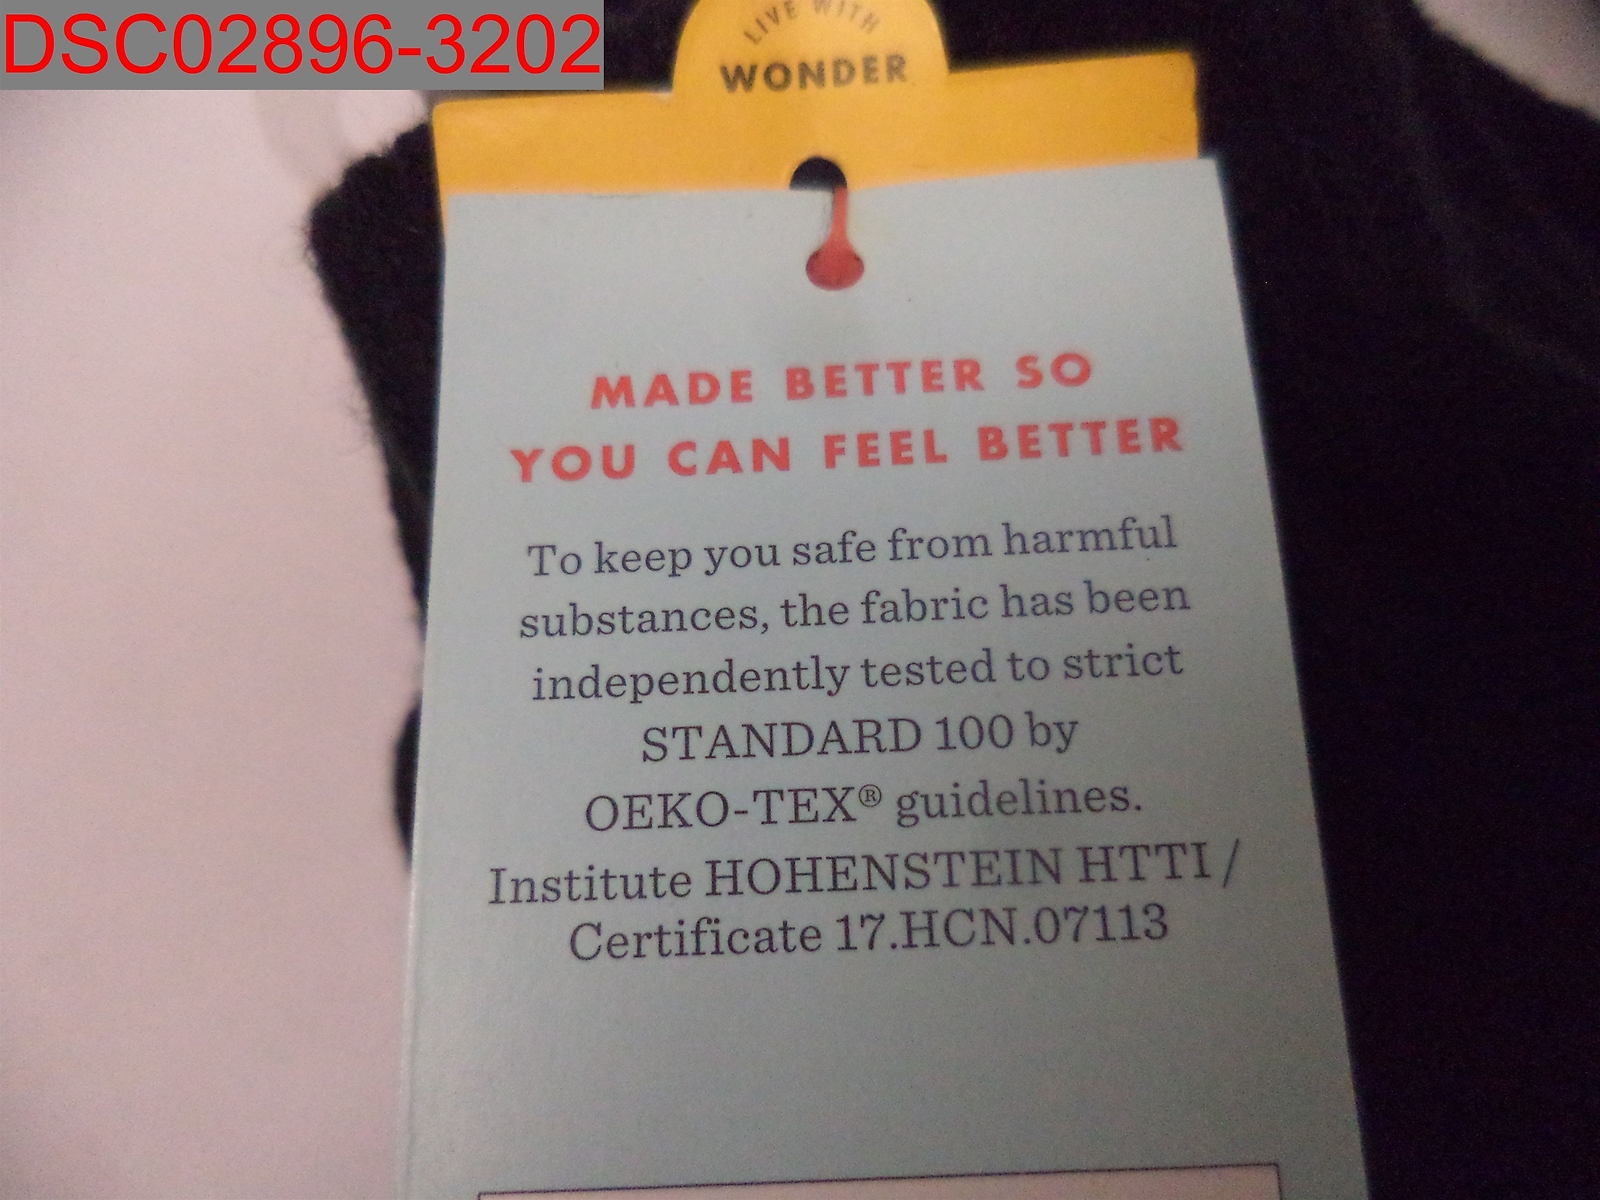 DSC02896-3202
LIVE WITH
WONDER
MADE BETTER SO
YOU CAN FEEL BETTER
To keep you safe from harmful
substances, the fabric has been
independently tested to strict
STANDARD 100 by
OEKO-TEX® guidelines.
Institute HOHENSTEIN HTTI /
Certificate 17.HCN.07113